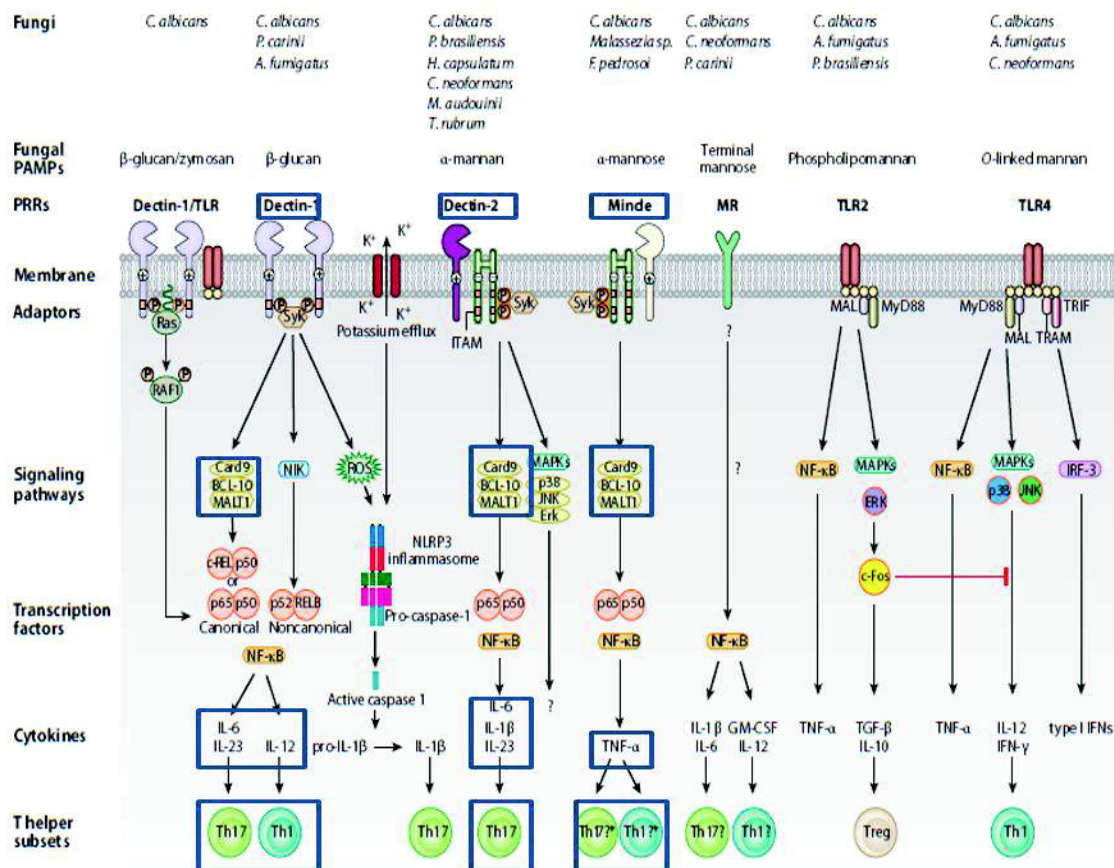 Fungi
C. albicans
C. albicans
P. carinii
A. fumigatus
C. albicans
P. brasiliensis
H. capsulatum
C. neoformans
M. audouinii
T. rubrum
C. albicans
Malassezia sp.
F. pedrosoi
C. albicans
C. neoformans
P. carinii
C. albicans
A. fumigatus
P. brasiliensis
C. albicans
A. fumigatus
C. neoformans
Fungal
PAMPs
β-glucan/zymosan
β-glucan
α-mannan
α-mannose
Terminal
mannose
Phospholipomannan
O-linked mannan
PRRs
Dectin-1/TLR
Dectin-1
Dectin-2
Minde
MR
TLR2
TLR4
K+
K+
Membrane
Adaptors
P
P
Ras
P
P
Syk
K+
K+
Potassium efflux
ITAM
P
P
Syk
Syk
P
P
?
MAL
MyD88
MyD88
TRIF
MAL
TRAM
P
P
RAF1
Signaling
pathways
Card9
BCL-10
MALT1
NIK
ROS
Card9
BCL-10
MALT1
MAPKs
p38
JNK
Erk
Card9
BCL-10
MALT1
?
NF-κB
MAPKs
ERK
NF-κB
MAPKs
p38
JNK
IRF-3
NLRP3
inflammasome
Pro-caspase-1
c-Fos
Transcription
factors
c-REL p50
or
p65 p50
Canonical
p52 RELB
Noncanonical
NF-κB
p65 p50
NF-κB
p65 p50
NF-κB
NF-κB
Active caspase 1
?
Cytokines
IL-6
IL-23
IL-12
pro-IL-1β
IL-1β
IL-6
IL-1β
IL-23
TNF-α
IL-1β
IL-6
GM-CSF
IL-12
TNF-α
TGF-β
IL-10
TNF-α
IL-12
IFN-γ
type I IFNs
T helper
subsets
Th17
Th1
Th17
Th17
Th17?*
Th1?*
Th17?
Th1?
Treg
Th1